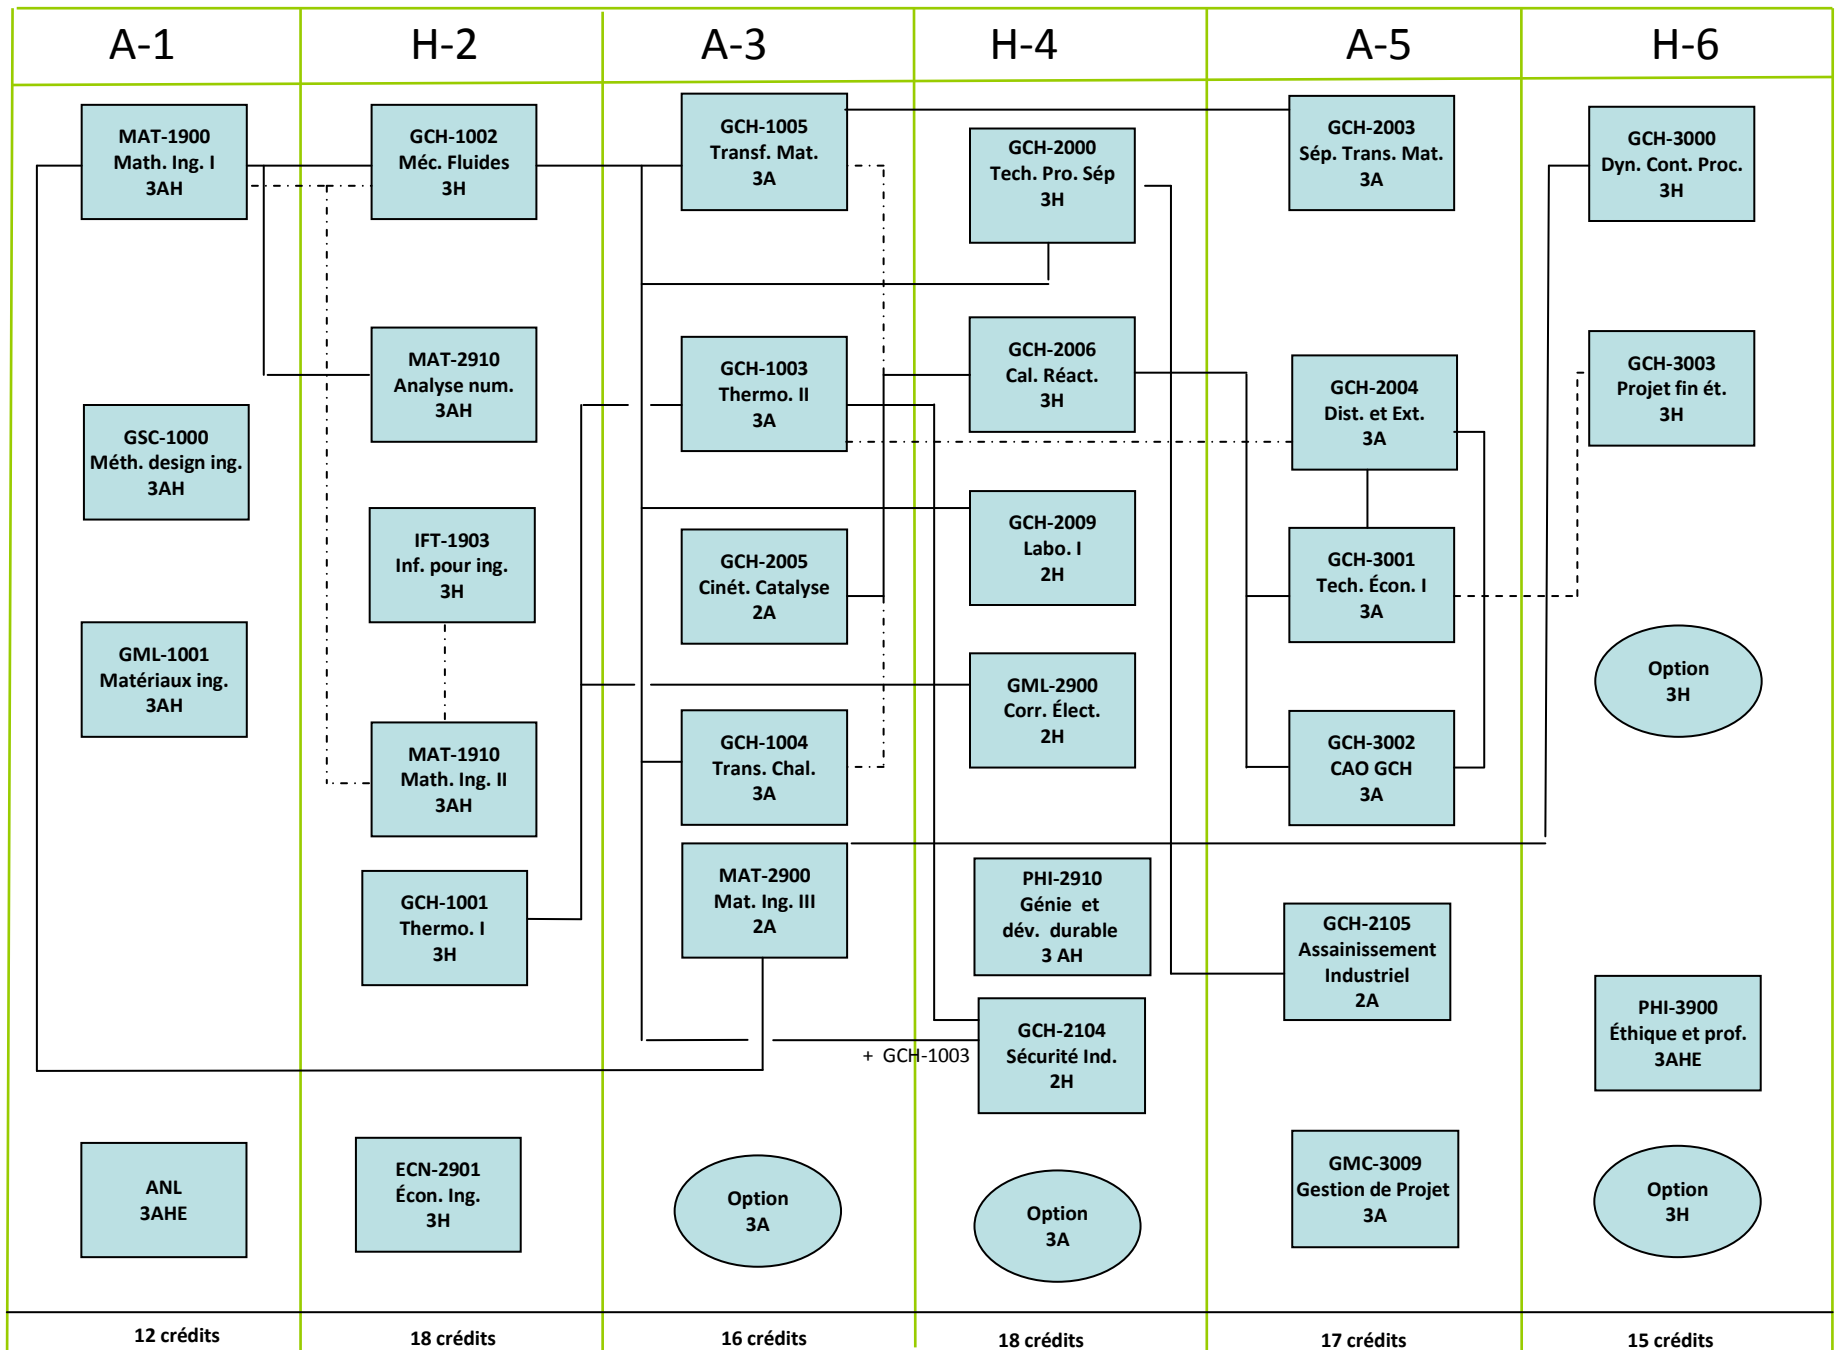 A-1
H-2
A-3
H-4
A-5
H-6
MAT-1900
Math. Ing. I
3AH
GSC-1000
Méth. design ing.
3AH
GML-1001
Matériaux ing.
3AH
ANL
3AHE
12 crédits
GCH-1002
Méc. Fluides
3H
MAT-2910
Analyse num.
3AH
IFT-1903
Inf. pour ing.
3H
MAT-1910
Math. Ing. II
3AH
GCH-1001
Thermo. I
3H
ECN-2901
Écon. Ing.
3H
18 crédits
GCH-1005
Transf. Mat.
3A
GCH-1003
Thermo. II
3A
GCH-2005
Cinét. Catalyse
2A
GCH-1004
Trans. Chal.
3A
MAT-2900
Mat. Ing. III
2A
Option
3A
16 crédits
GCH-2000
Tech. Pro. Sép
3H
GCH-2006
Cal. Réact.
3H
GCH-2009
Labo. I
2H
GML-2900
Corr. Élect.
2H
PHI-2910
Génie et
dév. durable
3 AH
+ GCH-1003
GCH-2104
Sécurité Ind.
2H
Option
3A
18 crédits
GCH-2003
Sép. Trans. Mat.
3A
GCH-2004
Dist. et Ext.
3A
GCH-3001
Tech. Écon. I
3A
GCH-3002
CAO GCH
3A
GCH-2105
Assainissement
Industriel
2A
GMC-3009
Gestion de Projet
3A
17 crédits
GCH-3000
Dyn. Cont. Proc.
3H
GCH-3003
Projet fin ét.
3H
Option
3H
PHI-3900
Éthique et prof.
3AHE
Option
3H
15 crédits